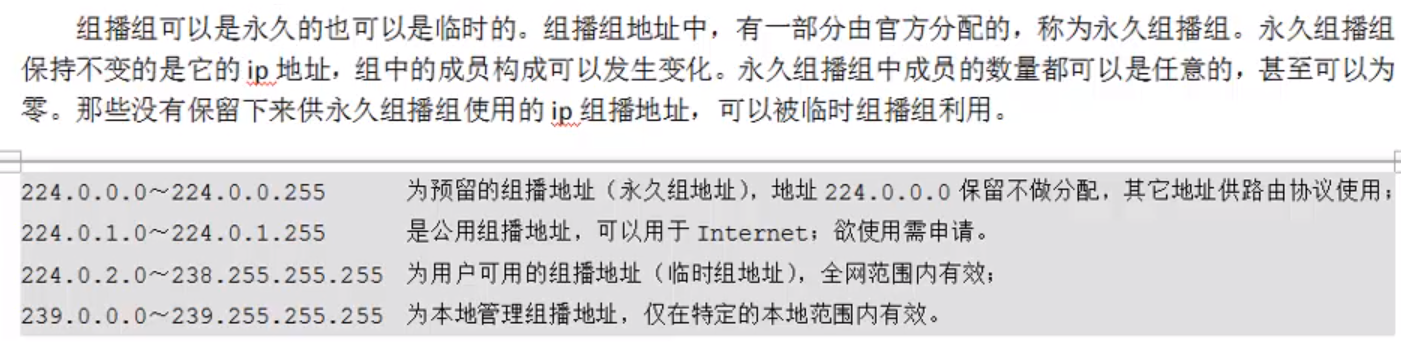 组播组可以是永久的也可以是临时的。组播组地址中，有一部分由官方分配的，称为永久组播组。永久组播组
保持不变的是它的 ip 地址，组中的成员构成可以发生变化。永久组播组中成员的数量都可以是任意的，甚至可以为
零。那些没有保留下来供永久组播组使用的 ip 组播地址，可以被临时组播组利用。
224.0.0.0～224.0.0.255 为预留的组播地址（永久组地址），地址 224.0.0.0 保留不做分配，其它地址供路由协议使用；
224.0.1.0～224.0.1.255 是公用组播地址，可以用于 Internet；欲使用需申请。
224.0.2.0～238.255.255.255 为用户可用的组播地址（临时组地址），全网范围内有效；
239.0.0.0～239.255.255.255 为本地管理组播地址，仅在特定的本地范围内有效。